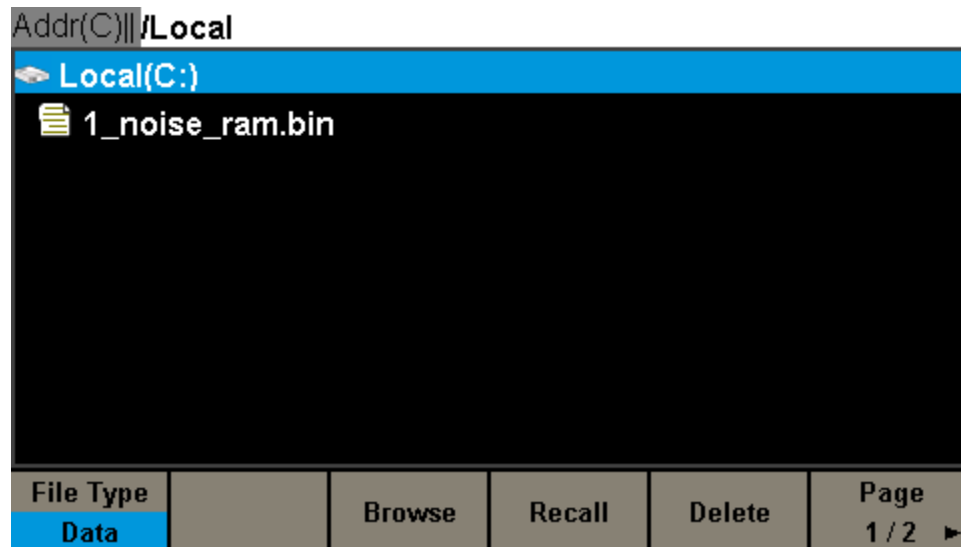 Addr(C)|| /Local
Local(C:)
1_noise_ram.bin
File Type
Data
Browse
Recall
Delete
Page
1 / 2 ►